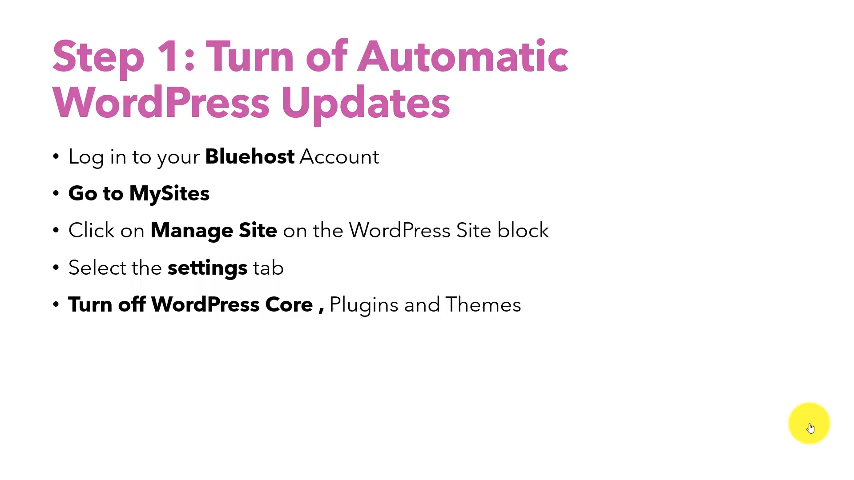 Step 1: Turn of Automatic
WordPress Updates
• Log in to your Bluehost Account
• Go to MySites
• Click on Manage Site on the WordPress Site block
• Select the settings tab
• Turn off WordPress Core , Plugins and Themes